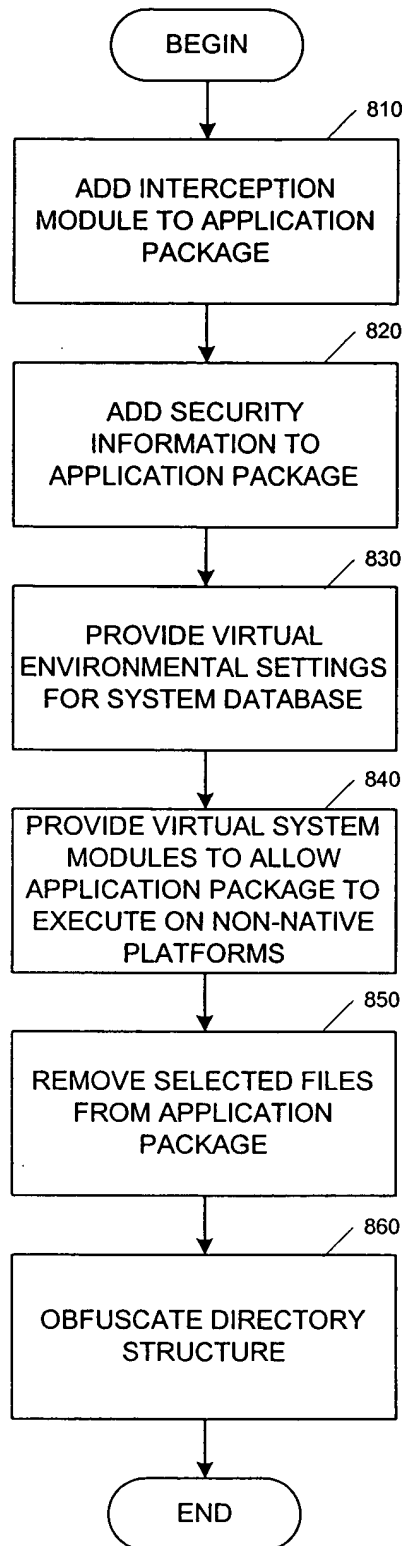 BEGIN
810
ADD INTERCEPTION
MODULE TO APPLICATION
PACKAGE
820
ADD SECURITY
INFORMATION TO
APPLICATION PACKAGE
830
PROVIDE VIRTUAL
ENVIRONMENTAL SETTINGS
FOR SYSTEM DATABASE
840
PROVIDE VIRTUAL SYSTEM
MODULES TO ALLOW
APPLICATION PACKAGE TO
EXECUTE ON NON-NATIVE
PLATFORMS
850
REMOVE SELECTED FILES
FROM APPLICATION
PACKAGE
860
OBFUSCATE DIRECTORY
STRUCTURE
END